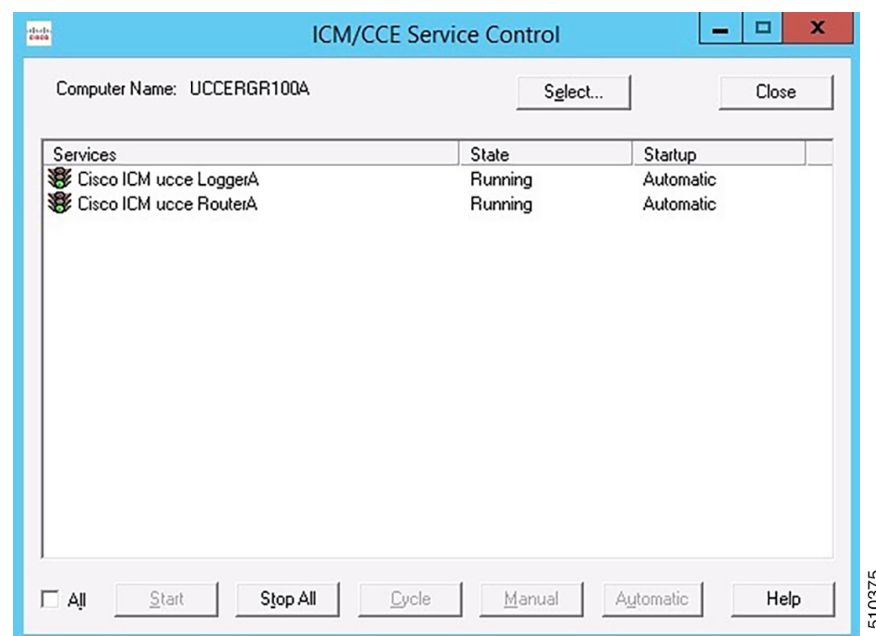 CISCO
ICM/CCE Service Control
Computer Name: UCCERGR100A
Select...
Close
Services State Startup
Cisco ICM ucce LoggerA Running Automatic
Cisco ICM ucce RouterA Running Automatic
All
Start
Stop All
Cycle
Manual
Automatic
Help
510375